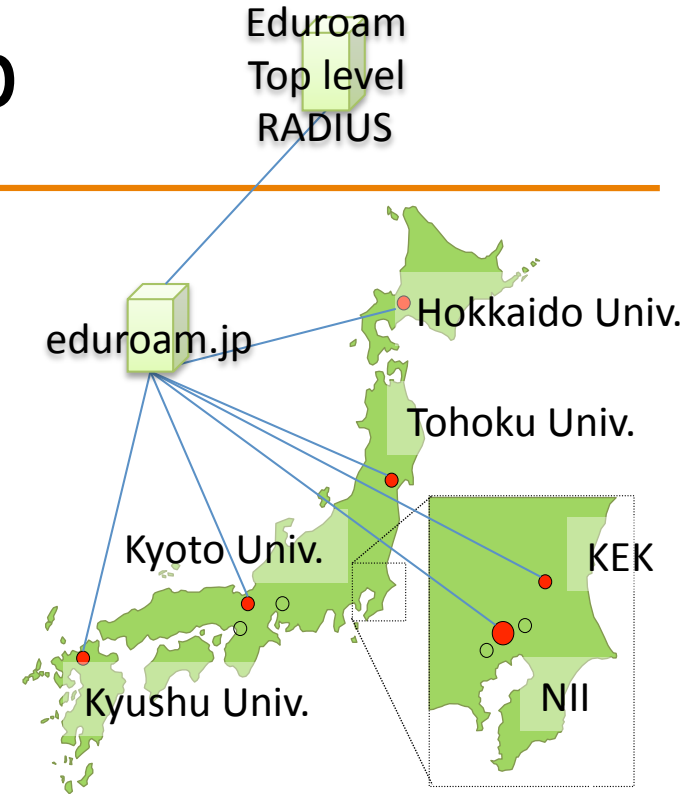 Eduroam
Top level
RADIUS
eduroam.jp
Hokkaido Univ.
Tohoku Univ.
Kyoto Univ.
KEK
Kyushu Univ.
NII